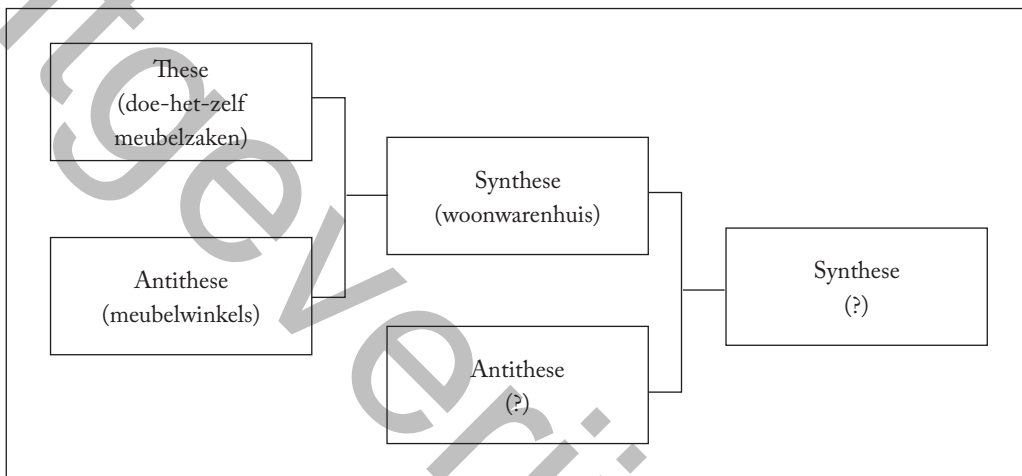 These
(doe-het-zelf
meubelzaken)
Synthese
(woonwarenhuis)
Antithese
(meubelwinkels)
Synthese
(?)
Antithese
(?)